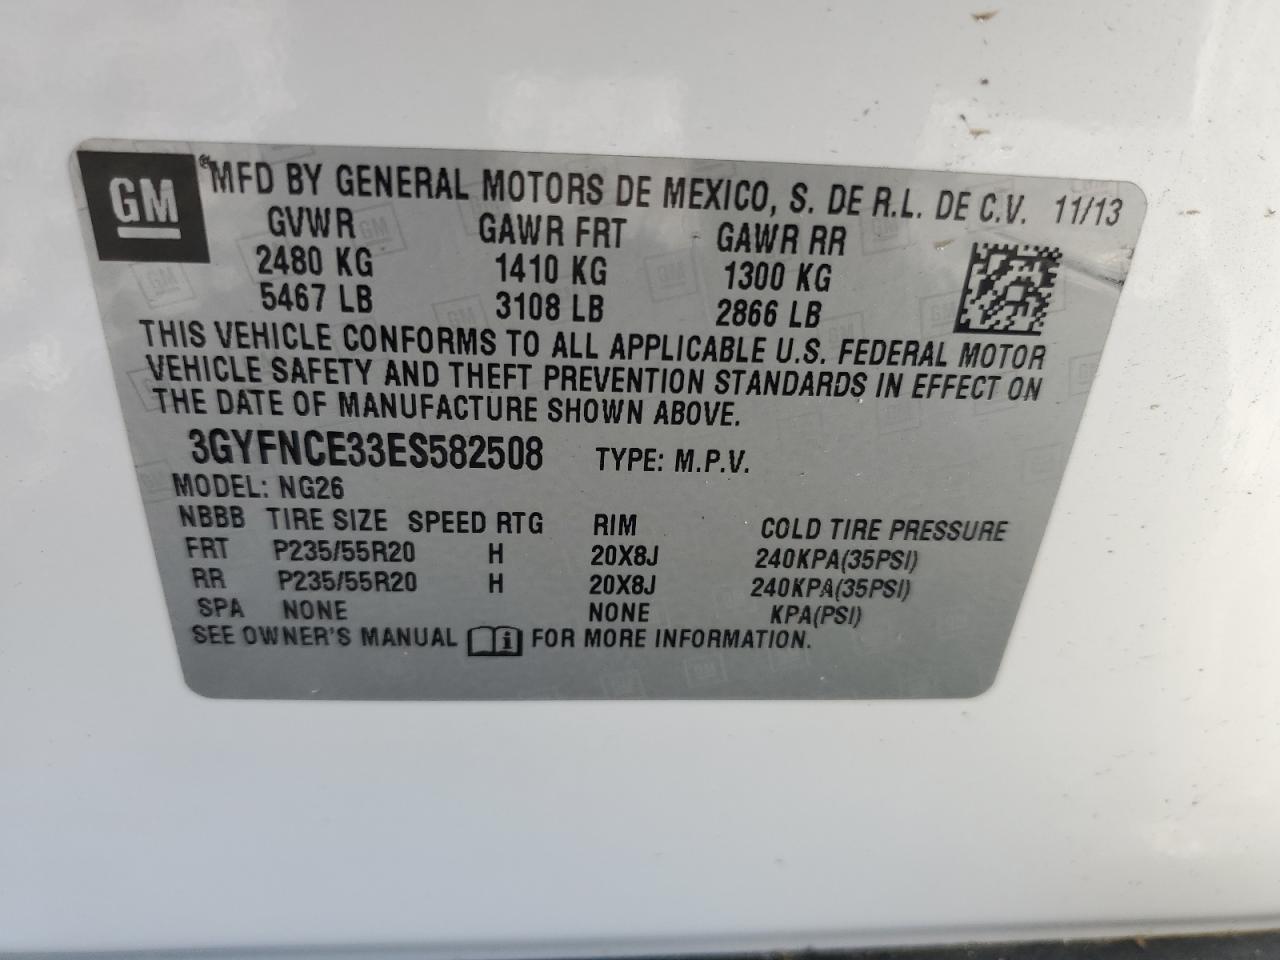 GM
MFD BY GENERAL MOTORS DE MEXICO, S. DE R.L. DE C.V. 11/13
GVWR GAWR FRT GAWR RR
2480 KG 1410 KG 1300 KG
5467 LB 3108 LB 2866 LB
THIS VEHICLE CONFORMS TO ALL APPLICABLE U.S. FEDERAL MOTOR
VEHICLE SAFETY AND THEFT PREVENTION STANDARDS IN EFFECT ON
THE DATE OF MANUFACTURE SHOWN ABOVE.
3GYFNCE33ES582508 TYPE: M.P.V.
MODEL: NG26
NBBB TIRE SIZE SPEED RTG RIM COLD TIRE PRESSURE
FRT P235/55R20 H 20X8J 240KPA(35PSI)
RR P235/55R20 H 20X8J 240KPA(35PSI)
SPA NONE NONE KPA(PSI)
SEE OWNER'S MANUAL FOR MORE INFORMATION.